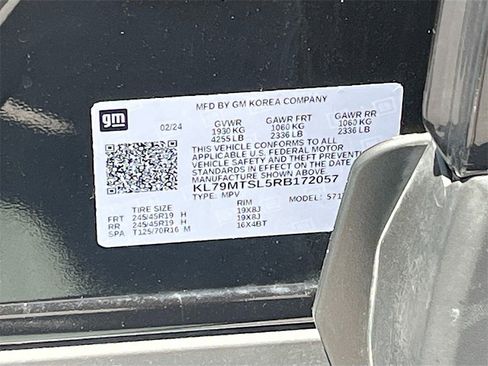 MFD BY GM KOREA COMPANY
gm
02/24 GVWR GAWR FRT GAWR RR
1930 KG 1060 KG 1060 KG
4255 LB 2336 LB 2336 LB
THIS VEHICLE CONFORMS TO ALL
APPLICABLE U.S. FEDERAL MOTOR
VEHICLE SAFETY AND THEFT PREVENTION
STANDARDS IN EFFECT ON THE DATE OF
MANUFACTURE SHOWN ABOVE.
KL79MTSL5RB172057
TYPE: MPV MODEL:
TIRE SIZE RIM
FRT 245/45R19 H 19X8J
RR 245/45R19 H 19X8J
SPA T125/70R16 M 16X4BT